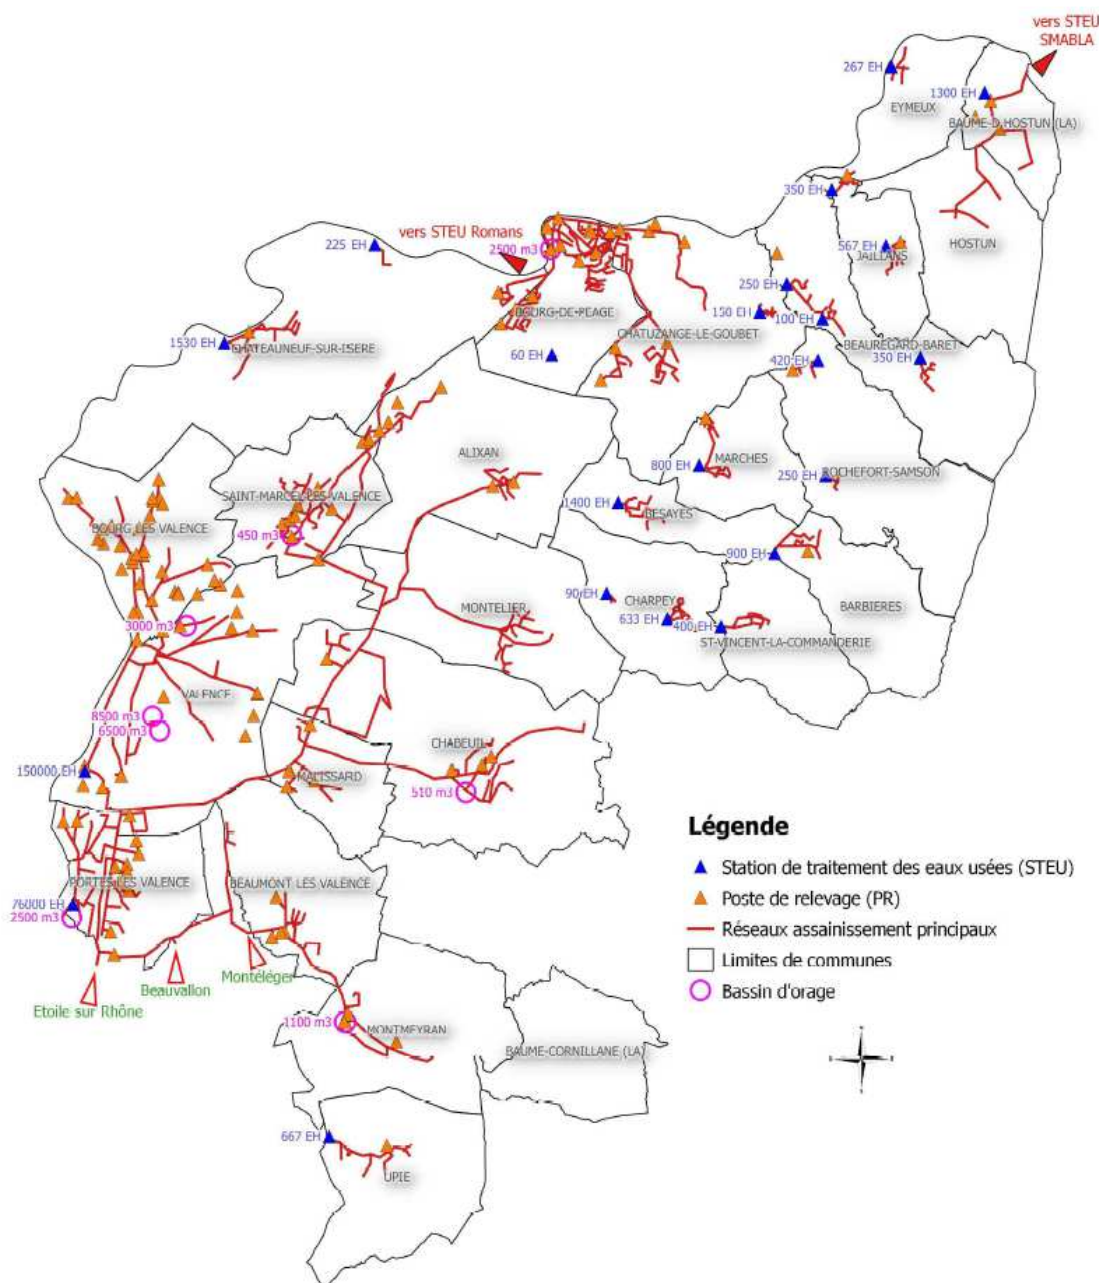 vers STEU
SMABLA
267 EH
EYMEUX
1300 EH
BAUME-D'HOSTUN (LA)
350 EH
HOSTUN
225 EH
vers STEU Romans
2500 m3
567 EH
JAILLANS
250 EH
150 EH
100 EH
BOURG-DE-PEAGE
CHATUZANGE-LE-GOUBET
1530 EH
CHATEAUNEUF-SUR-ISERE
60 EH
BEAUREGARD-BARET
420 EH
350 EH
ALIXAN
MARCHES
800 EH
250 EH
ROCHEFORT-SAMSON
SAINT-MARCEL-LES-VALENCE
1400 EH
BESAYES
BOURG LES VALENCE
450 m3
900 EH
90 EH
CHARPEY
MONTELIER
BARBIERES
633 EH
400 EH
3000 m3
ST-VINCENT-LA-COMMANDERIE
VALENCE
8500 m3
6500 m3
CHABEUIL
150000 EH
MALISSARD
510 m3
Légende
Station de traitement des eaux usées (STEU)
Poste de relevage (PR)
Réseaux assainissement principaux
Limites de communes
Bassin d'orage
PORTES LES VALENCE
BEAUMONT LES VALENCE
76000 EH
2500 m3
Montéléger
Beauvallon
Etoile sur Rhône
1100 m3
MONTMEYRAN
BAUME-CORNILLANE (LA)
667 EH
UPIE